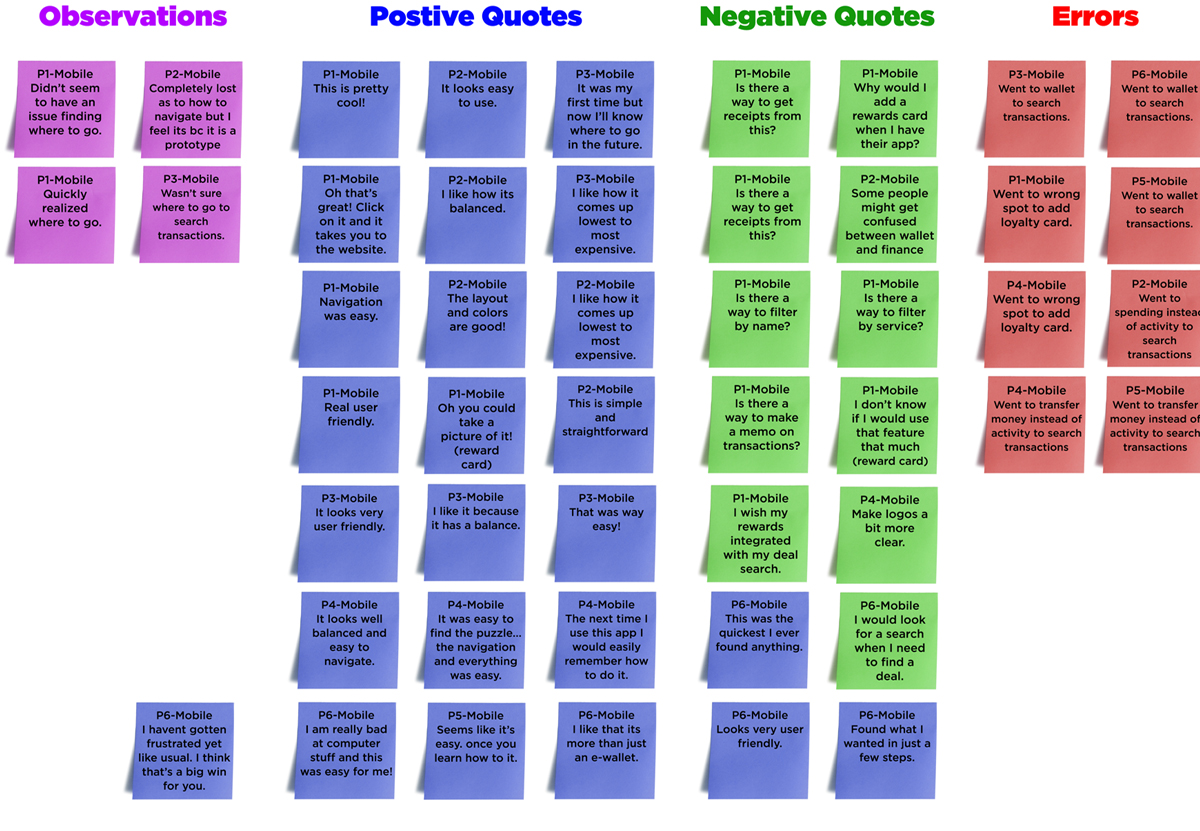 Observations
Postive Quotes
Negative Quotes
Errors
P1-Mobile
Didn't seem
to have an
issue finding
where to go.
P2-Mobile
Completely lost
as to how to
navigate but I
feel its bc it is a
prototype
P1-Mobile
Quickly
realized
where to go.
P3-Mobile
Wasn't sure
where to go to
search
transactions.
P1-Mobile
This is pretty
cool!
P2-Mobile
It looks easy
to use.
P3-Mobile
It was my
first time but
now I'll know
where to go
in the future.
P1-Mobile
Oh that's
great! Click
on it and it
takes you to
the website.
P2-Mobile
I like how its
balanced.
P3-Mobile
I like how it
comes up
lowest to
most
expensive.
P1-Mobile
Navigation
was easy.
P2-Mobile
The layout
and colors
are good!
P2-Mobile
I like how it
comes up
lowest to
most
expensive.
P1-Mobile
Real user
friendly.
P1-Mobile
Oh you could
take a
picture of it!
(reward
card)
P2-Mobile
This is simple
and
straightforward
P3-Mobile
It looks very
user friendly.
P3-Mobile
I like it because
it has a balance.
P3-Mobile
That was way
easy!
P4-Mobile
It looks well
balanced and
easy to
navigate.
P4-Mobile
It was easy to
find the puzzle...
the navigation
and everything
was easy.
P4-Mobile
The next time I
use this app I
would easily
remember how
to do it.
P6-Mobile
I havent gotten
frustrated yet
like usual. I think
that's a big win
for you.
P6-Mobile
I am really bad
at computer
stuff and this
was easy for me!
P5-Mobile
Seems like it's
easy. once you
learn how to it.
P6-Mobile
I like that its
more than just
an e-wallet.
P1-Mobile
Is there a
way to get
receipts from
this?
P1-Mobile
Why would I
add a
rewards card
when I have
their app?
P1-Mobile
Is there a
way to get
receipts from
this?
P2-Mobile
Some people
might get
confused
between wallet
and finance
P1-Mobile
Is there a
way to filter
by name?
P1-Mobile
Is there a
way to filter
by service?
P1-Mobile
Is there a
way to make
a memo on
transactions?
P1-Mobile
I don't know
if I would use
that feature
that much
(reward card)
P1-Mobile
I wish my
rewards
integrated
with my deal
search.
P4-Mobile
Make logos a
bit more
clear.
P6-Mobile
This was the
quickest I ever
found anything.
P6-Mobile
I would look
for a search
when I need
to find a
deal.
P6-Mobile
Looks very user
friendly.
P6-Mobile
Found what I
wanted in just a
few steps.
P3-Mobile
Went to wallet
to search
transactions.
P6-Mobile
Went to wallet
to search
transactions.
P1-Mobile
Went to wrong
spot to add
loyalty card.
P5-Mobile
Went to wallet
to search
transactions.
P4-Mobile
Went to wrong
spot to add
loyalty card.
P2-Mobile
Went to
spending instead
of activity to
search
transactions
P4-Mobile
Went to transfer
money instead of
activity to search
transactions
P5-Mobile
Went to transfer
money instead of
activity to search
transactions